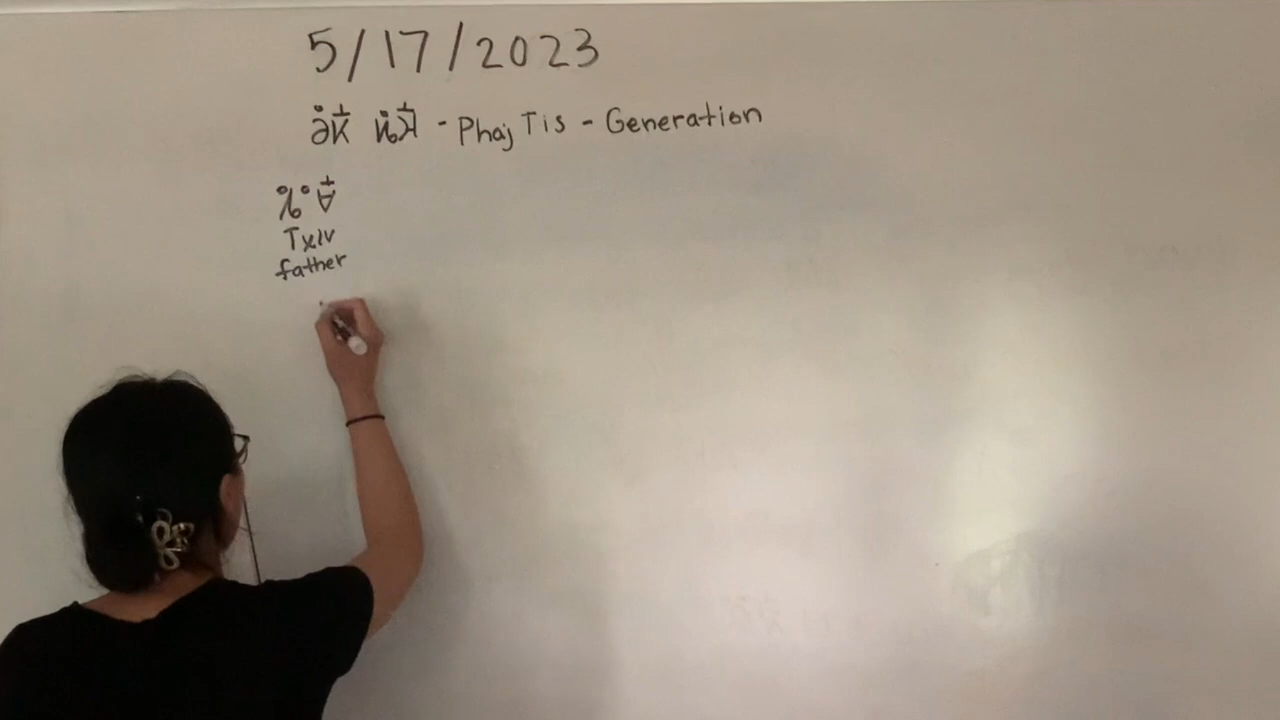 5/17/2023
- Phaj Tis - Generation
Txiv
father